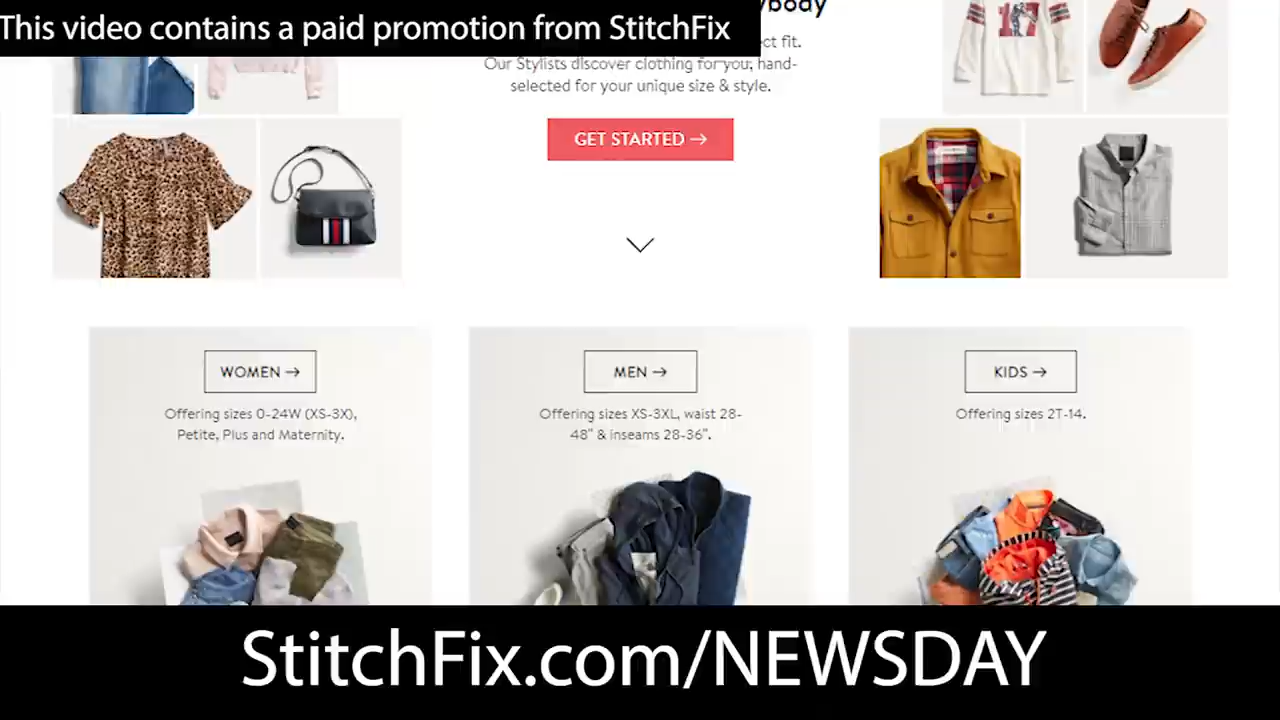 This video contains a paid promotion from StitchFix
Our Stylists discover clothing for you, hand-
selected for your unique size & style.
GET STARTED →
WOMEN →
Offering sizes 0-24W (XS-3X),
Petite, Plus and Maternity.
MEN →
Offering sizes XS-3XL, waist 28-
48" & inseams 28-36".
KIDS →
Offering sizes 2T-14.
StitchFix.com/NEWSDAY